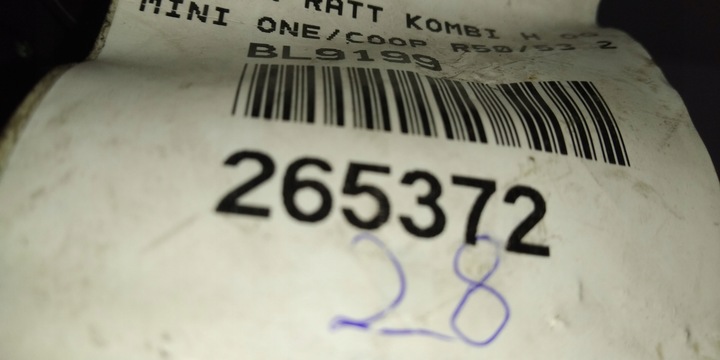 RATT KOMBI H
MINI ONE/COOP R50/53 2
BL9199
265372
28